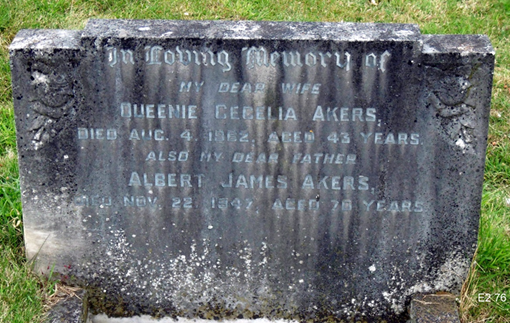 In Loving Memory of
MY DEAR WIFE
QUEENIE CECELIA AKERS,
DIED AUG. 4, 1962, AGED 43 YEARS.
ALSO MY DEAR FATHER
ALBERT JAMES AKERS,
DIED NOV. 22, 1947, AGED 76 YEARS.
E2 76